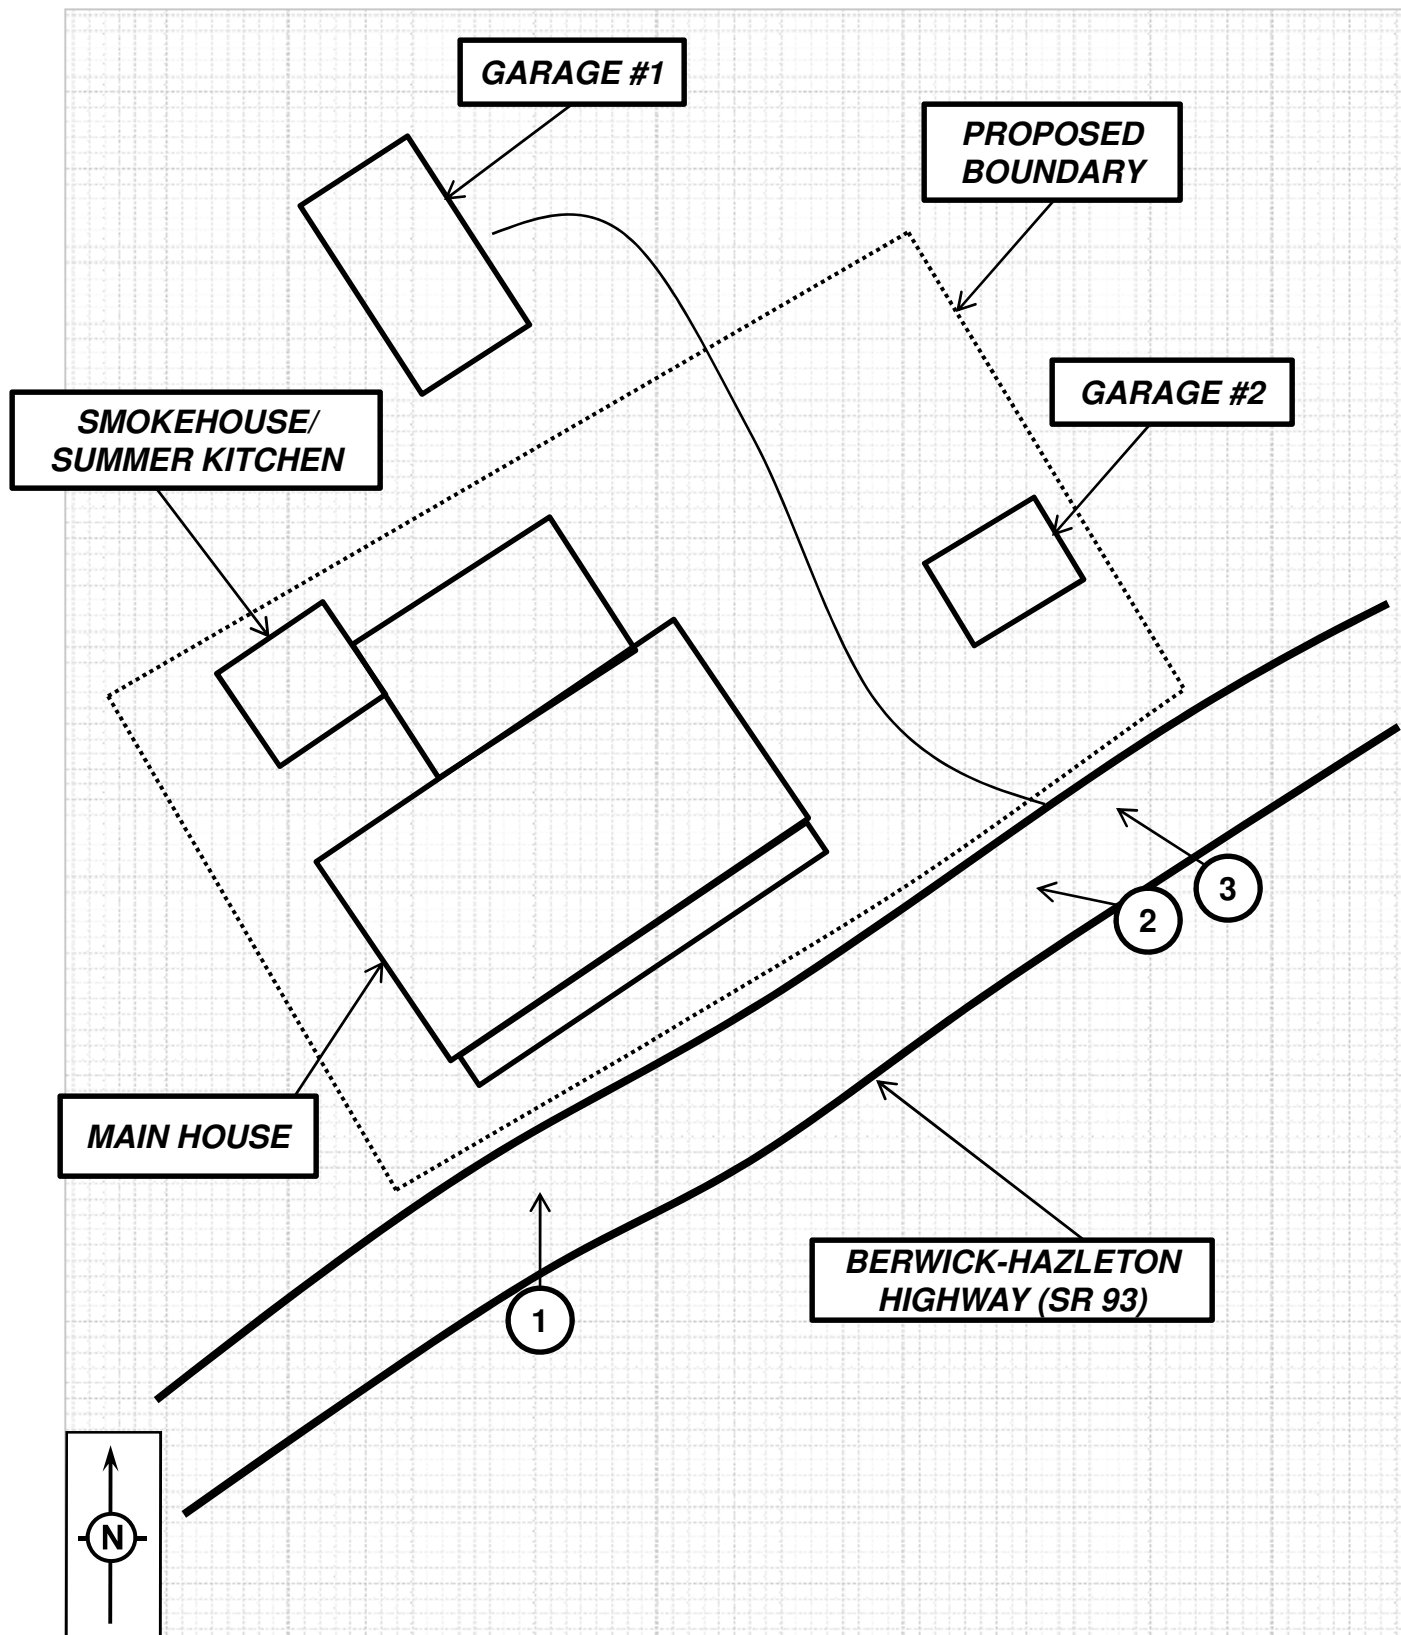 GARAGE #1
PROPOSED
BOUNDARY
GARAGE #2
SMOKEHOUSE/
SUMMER KITCHEN
3
2
MAIN HOUSE
BERWICK-HAZLETON
HIGHWAY (SR 93)
1
N